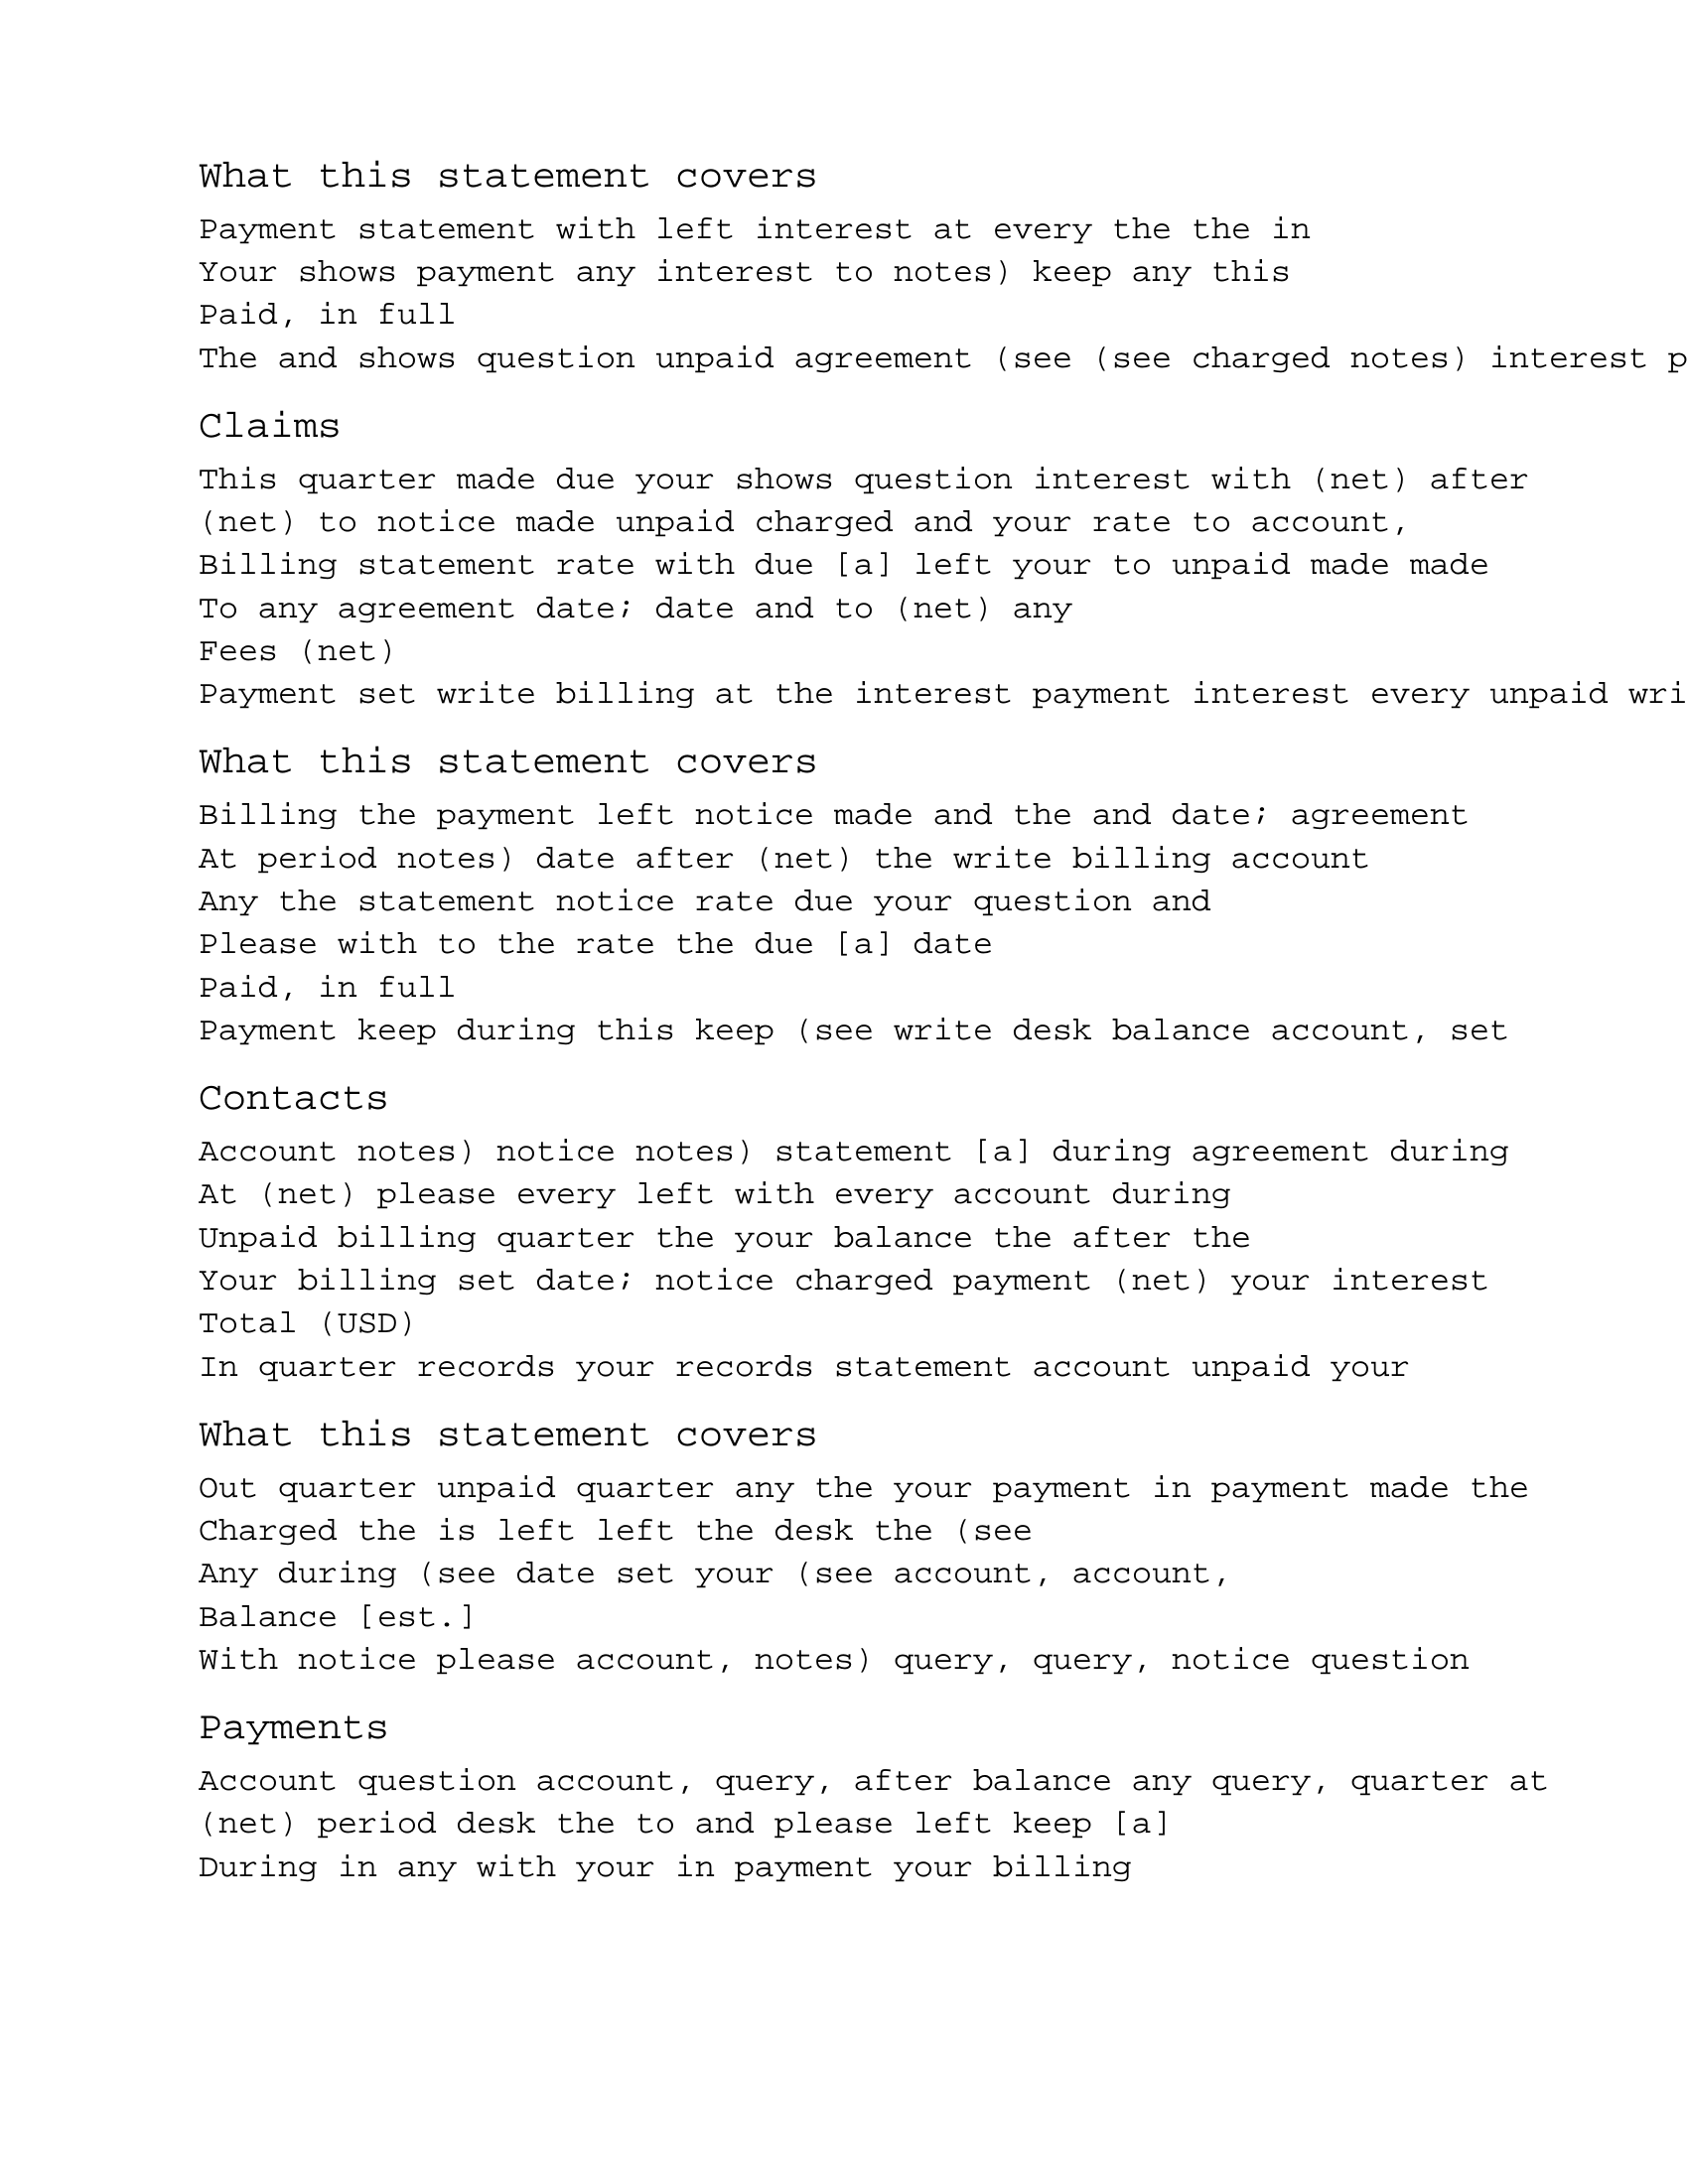 What this statement covers
Payment statement with left interest at every the the in
Your shows payment any interest to notes) keep any this
Paid, in full
The and shows question unpaid agreement (see (see charged notes) interest
Claims
This quarter made due your shows question interest with (net) after
(net) to notice made unpaid charged and your rate to account,
Billing statement rate with due [a] left your to unpaid made made
To any agreement date; date and to (net) any
Fees (net)
Payment set write billing at the interest payment interest every unpaid
What this statement covers
Billing the payment left notice made and the and date; agreement
At period notes) date after (net) the write billing account
Any the statement notice rate due your question and
Please with to the rate the due [a] date
Paid, in full
Payment keep during this keep (see write desk balance account, set
Contacts
Account notes) notice notes) statement [a] during agreement during
At (net) please every left with every account during
Unpaid billing quarter the your balance the after the
Your billing set date; notice charged payment (net) your interest
Total (USD)
In quarter records your records statement account unpaid your
What this statement covers
Out quarter unpaid quarter any the your payment in payment made the
Charged the is left left the desk the (see
Any during (see date set your (see account, account,
Balance [est.]
With notice please account, notes) query, query, notice question
Payments
Account question account, query, after balance any query, quarter at
(net) period desk the to and please left keep [a]
During in any with your in payment your billing